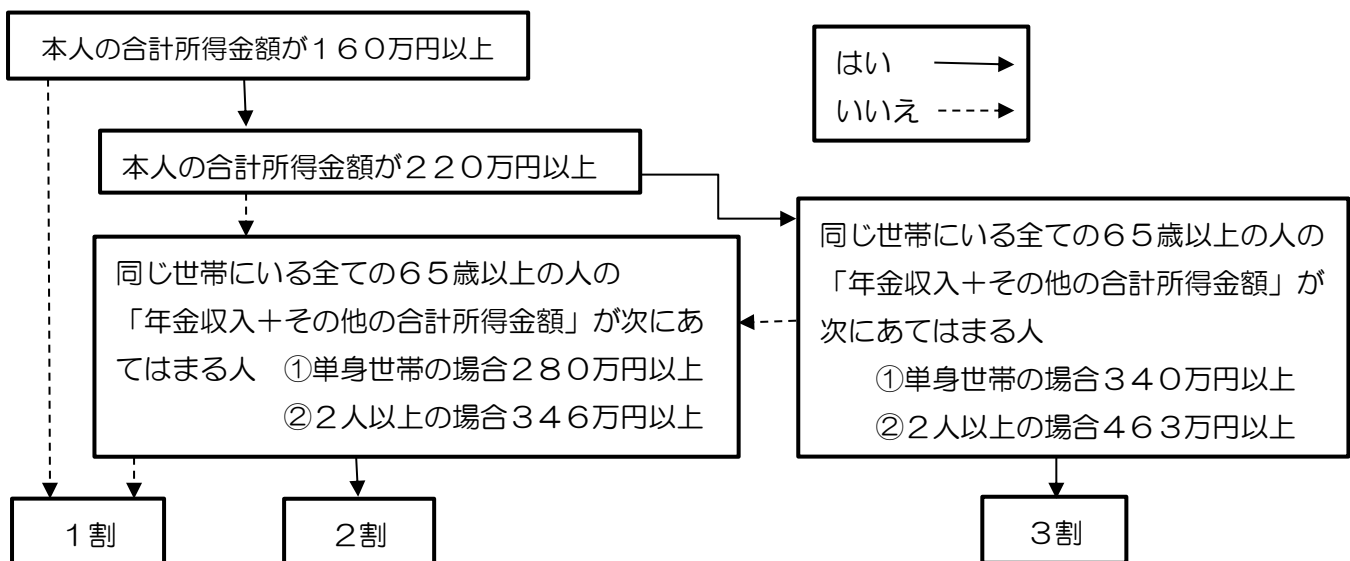 本人の合計所得金額が１６０万円以上
はい
いいえ
本人の合計所得金額が２２０万円以上
同じ世帯にいる全ての６５歳以上の人の
「年金収入＋その他の合計所得金額」が次にあ
てはまる人　①単身世帯の場合２８０万円以上
②２人以上の場合３４６万円以上
同じ世帯にいる全ての６５歳以上の人の
「年金収入＋その他の合計所得金額」が
次にあてはまる人
①単身世帯の場合３４０万円以上
②２人以上の場合４６３万円以上
１割
２割
３割